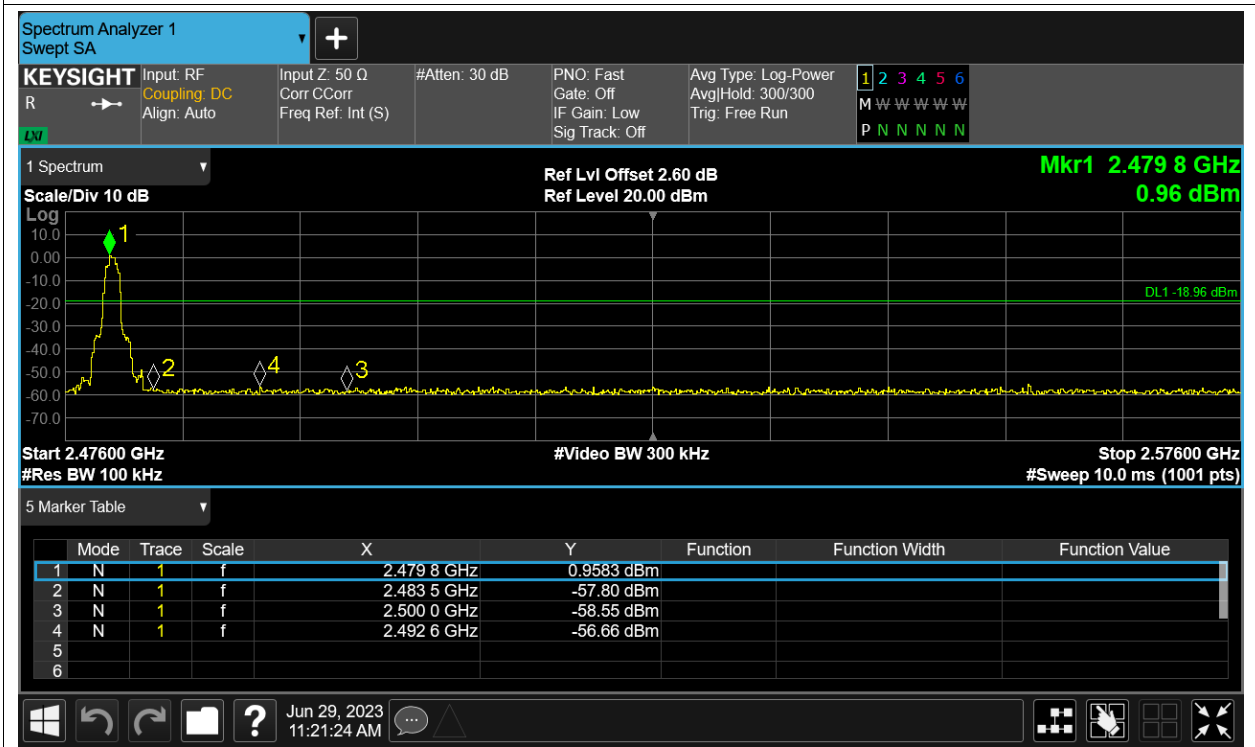 Spectrum Analyzer 1
Swept SA
KEYSIGHT Input: RF Input Z: 50 Ω #Atten: 30 dB PNO: Fast Avg Type: Log-Power 1 2 3 4 5 6
R Coupling: DC Corr CCorr Gate: Off Avg|Hold: 300/300 M W W W W W
Align: Auto Freq Ref: Int (S) IF Gain: Low Trig: Free Run
LXI Sig Track: Off P N N N N N
1 Spectrum Ref Lvl Offset 2.60 dB Mkr1 2.479 8 GHz
Scale/Div 10 dB Ref Level 20.00 dBm 0.96 dBm
Log
10.0 1
0.00
-10.0
DL1 -18.96 dBm
-20.0
-30.0
-40.0
-50.0 2 4 3
-60.0
-70.0
Start 2.47600 GHz #Video BW 300 kHz Stop 2.57600 GHz
#Res BW 100 kHz #Sweep 10.0 ms (1001 pts)
5 Marker Table
Mode Trace Scale X Y Function Function Width Function Value
1 N 1 f 2.479 8 GHz 0.9583 dBm
2 N 1 f 2.483 5 GHz -57.80 dBm
3 N 1 f 2.500 0 GHz -58.55 dBm
4 N 1 f 2.492 6 GHz -56.66 dBm
5
6
? Jun 29, 2023
11:21:24 AM